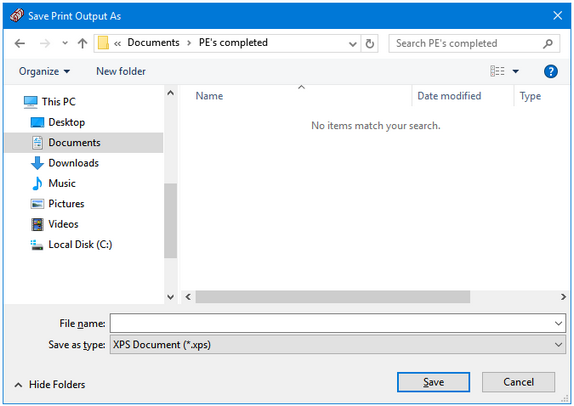 Save Print Output As
« Documents > PE's completed
Search PE's completed
Organize New folder
?
Name Date modified Type
No items match your search.
This PC
Desktop
Documents
Downloads
Music
Pictures
Videos
Local Disk (C:)
File name:
Save as type: XPS Document (*.xps)
Hide Folders Save Cancel